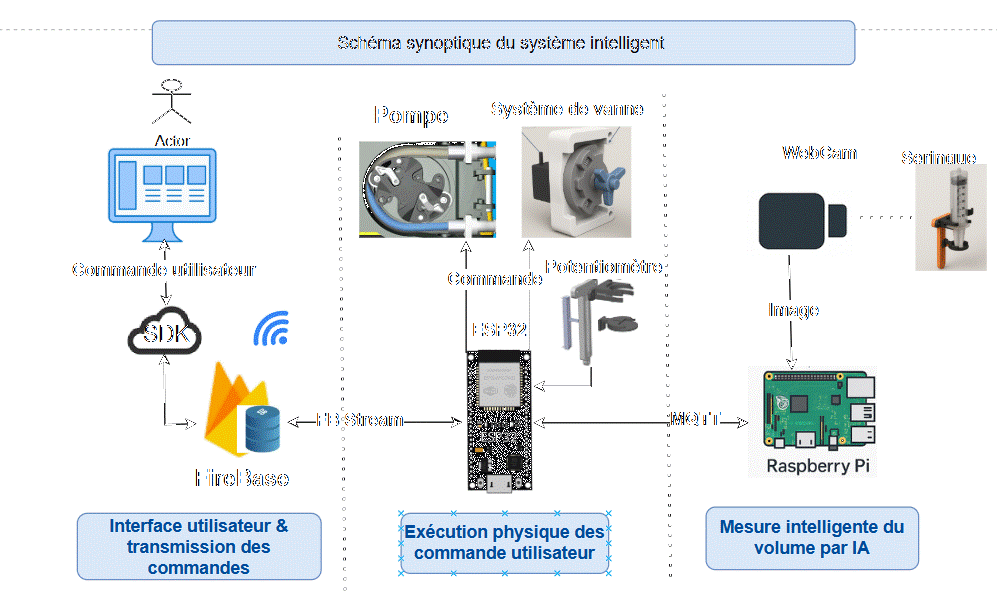 Schéma synoptique du système intelligent
Actor
Pompe
Système de vanne
WebCam
Serinque
Commande utilisateur
Commande
Potentiomètre
SDK
ESP32
Image
FB-Stream
MQTT
FireBase
Raspberry Pi
Interface utilisateur &
transmission des
commandes
Exécution physique des
commande utilisateur
Mesure intelligente du
volume par IA